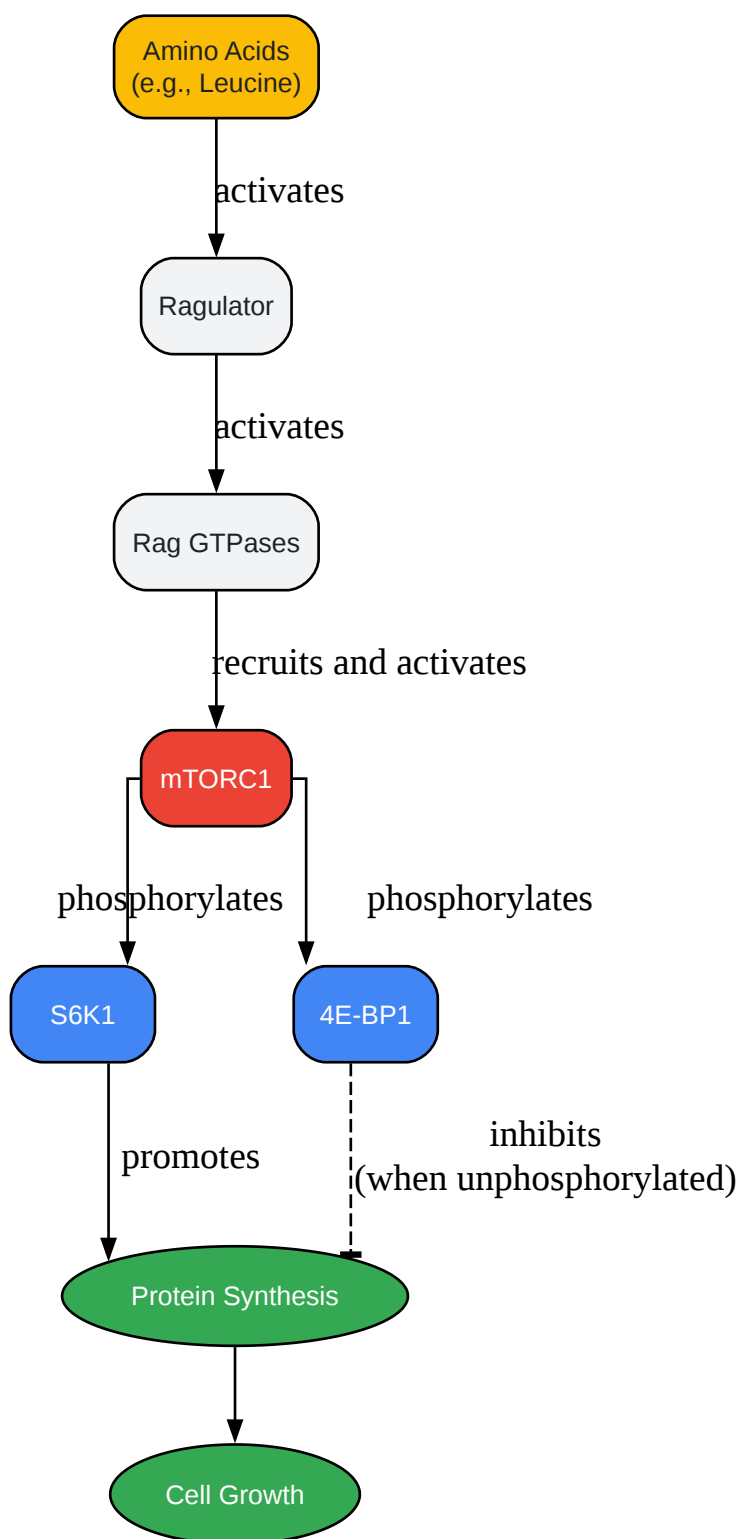 Amino Acids
(e.g., Leucine)
activates
Ragulator
activates
Rag GTPases
recruits and activates
mTORC1
phosphorylates
phosphorylates
S6K1
4E-BP1
promotes
inhibits
(when unphosphorylated)
Protein Synthesis
Cell Growth